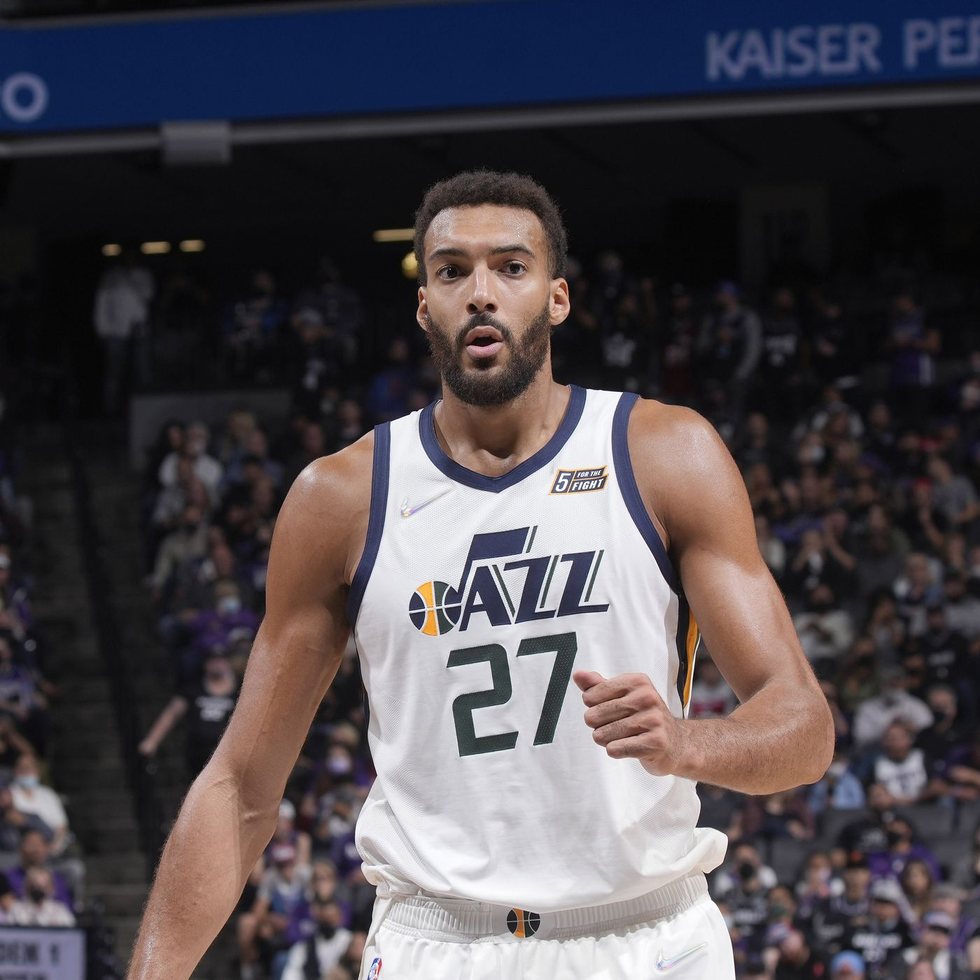 KAISER PER
5 FOR THE
FIGHT
JAZZ
27